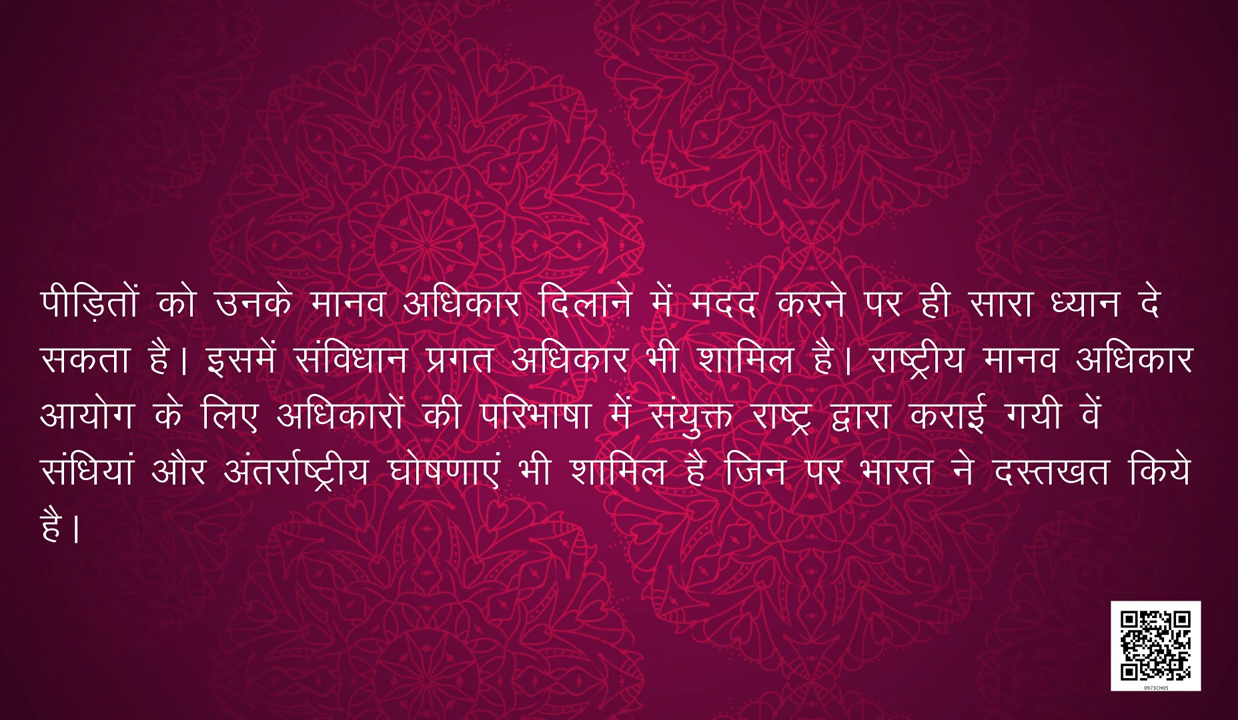 पीड़ितों को उनके मानव अधिकार दिलाने में मदद करने पर ही सारा ध्यान दे
सकता है। इसमें संविधान प्रगत अधिकार भी शामिल है। राष्ट्रीय मानव अधिकार
आयोग के लिए अधिकारों की परिभाषा में संयुक्त राष्ट्र द्वारा कराई गयी वें
संधियां और अंतर्राष्ट्रीय घोषणाएं भी शामिल है जिन पर भारत ने दस्तखत किये
है।
0973CH05